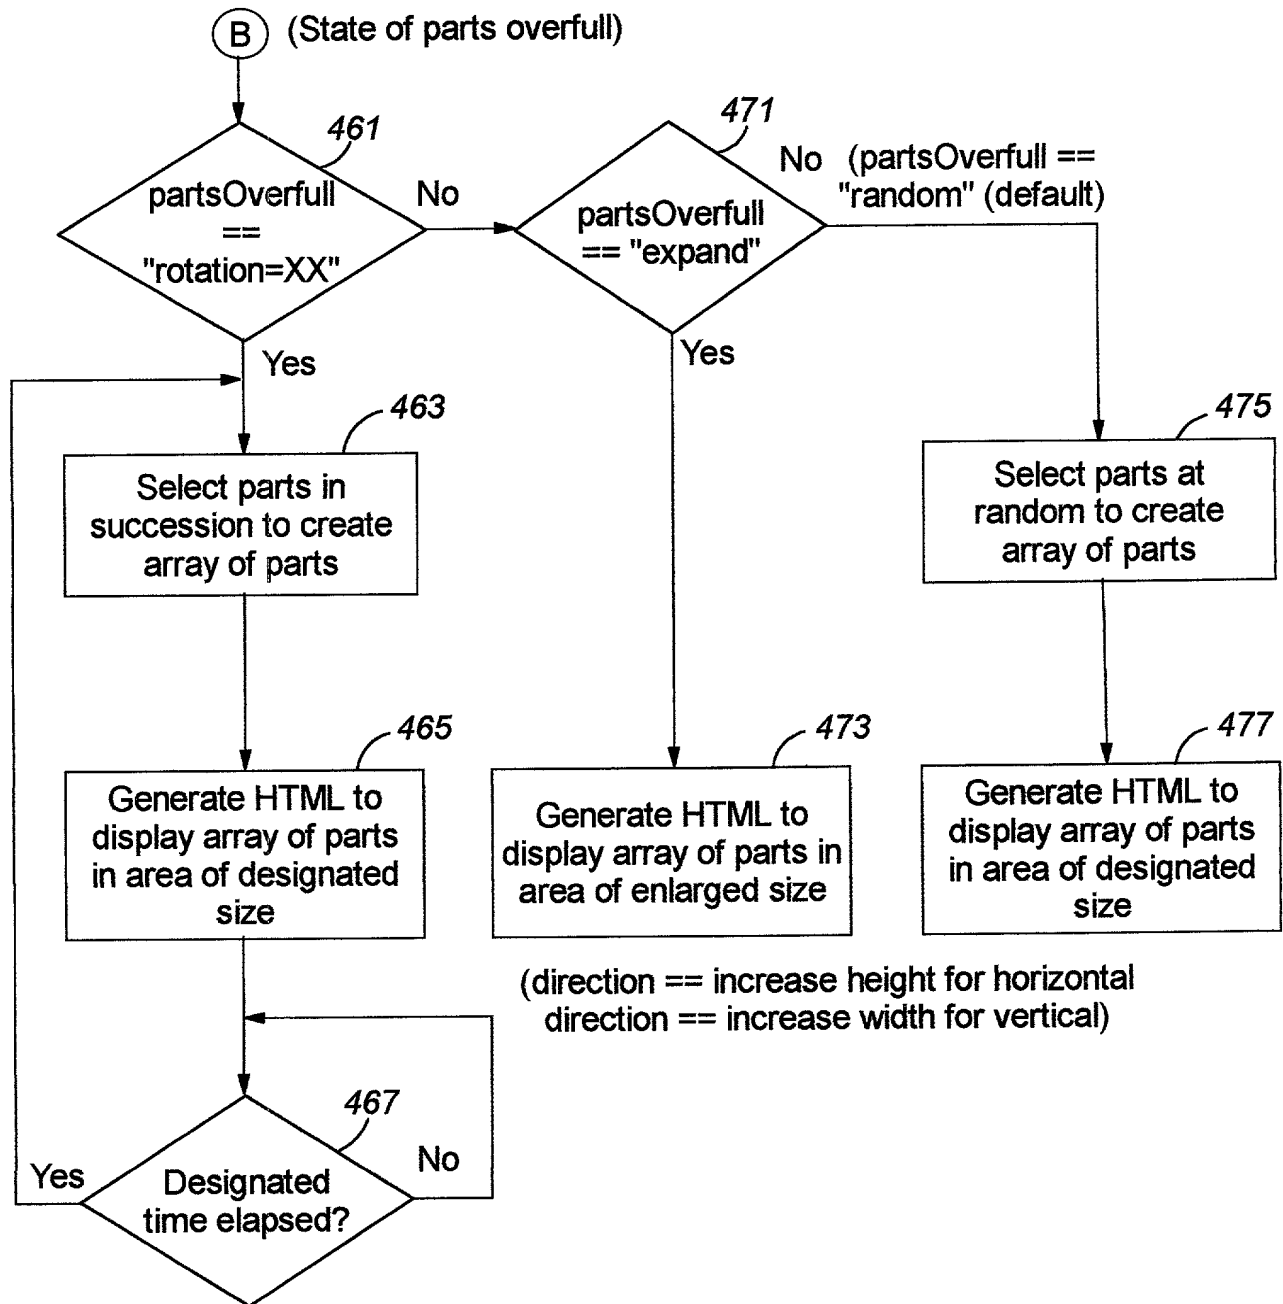 B (State of parts overfull)
461
partsOverfull
==
"rotation=XX"
No
Yes
471
partsOverfull
== "expand"
No (partsOverfull ==
"random" (default)
Yes
463
Select parts in
succession to create
array of parts
475
Select parts at
random to create
array of parts
465
Generate HTML to
display array of parts
in area of designated
size
473
Generate HTML to
display array of parts in
area of enlarged size
477
Generate HTML to
display array of parts
in area of designated
size
(direction == increase height for horizontal
direction == increase width for vertical)
467
Designated
time elapsed?
Yes
No